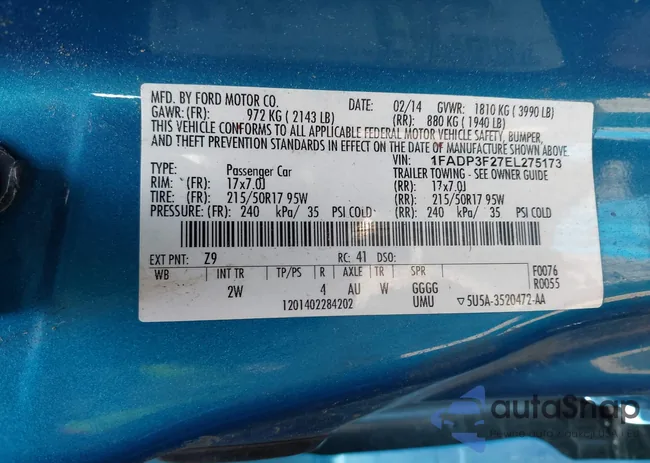 MFD. BY FORD MOTOR CO. DATE: 02/14 GVWR: 1810 KG ( 3990 LB)
GAWR: (FR): 972 KG ( 2143 LB) (RR): 880 KG ( 1940 LB)
THIS VEHICLE CONFORMS TO ALL APPLICABLE FEDERAL MOTOR VEHICLE SAFETY, BUMPER,
AND THEFT PREVENTION STANDARDS IN EFFECT ON THE DATE OF MANUFACTURE SHOWN ABOVE.
VIN: 1FADP3F27EL275173
TYPE: Passenger Car TRAILER TOWING - SEE OWNER GUIDE
RIM: (FR): 17x7.0J (RR): 17x7.0J
TIRE: (FR): 215/50R17 95W (RR): 215/50R17 95W
PRESSURE: (FR): 240 kPa/ 35 PSI COLD (RR): 240 kPa/ 35 PSI COLD
EXT PNT: Z9 RC: 41 DSO:
WB INT TR TP/PS R AXLE TR SPR F0076
2W 4 AU W GGGG R0055
1201402284202 UMU ▽5U5A-3520472-AA
autaShop